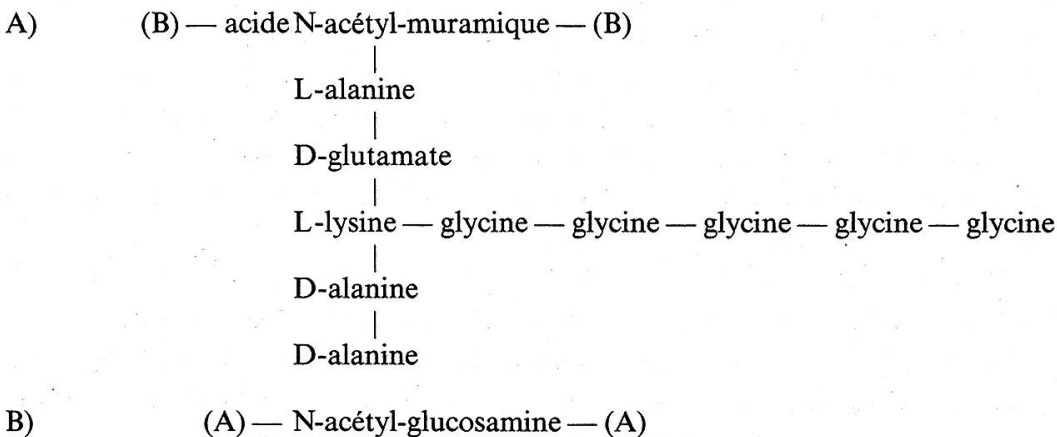 A) (B) — acide N-acétyl-muramique — (B)
L-alanine
D-glutamate
L-lysine — glycine — glycine — glycine — glycine — glycine
D-alanine
D-alanine
B) (A) — N-acétyl-glucosamine — (A)